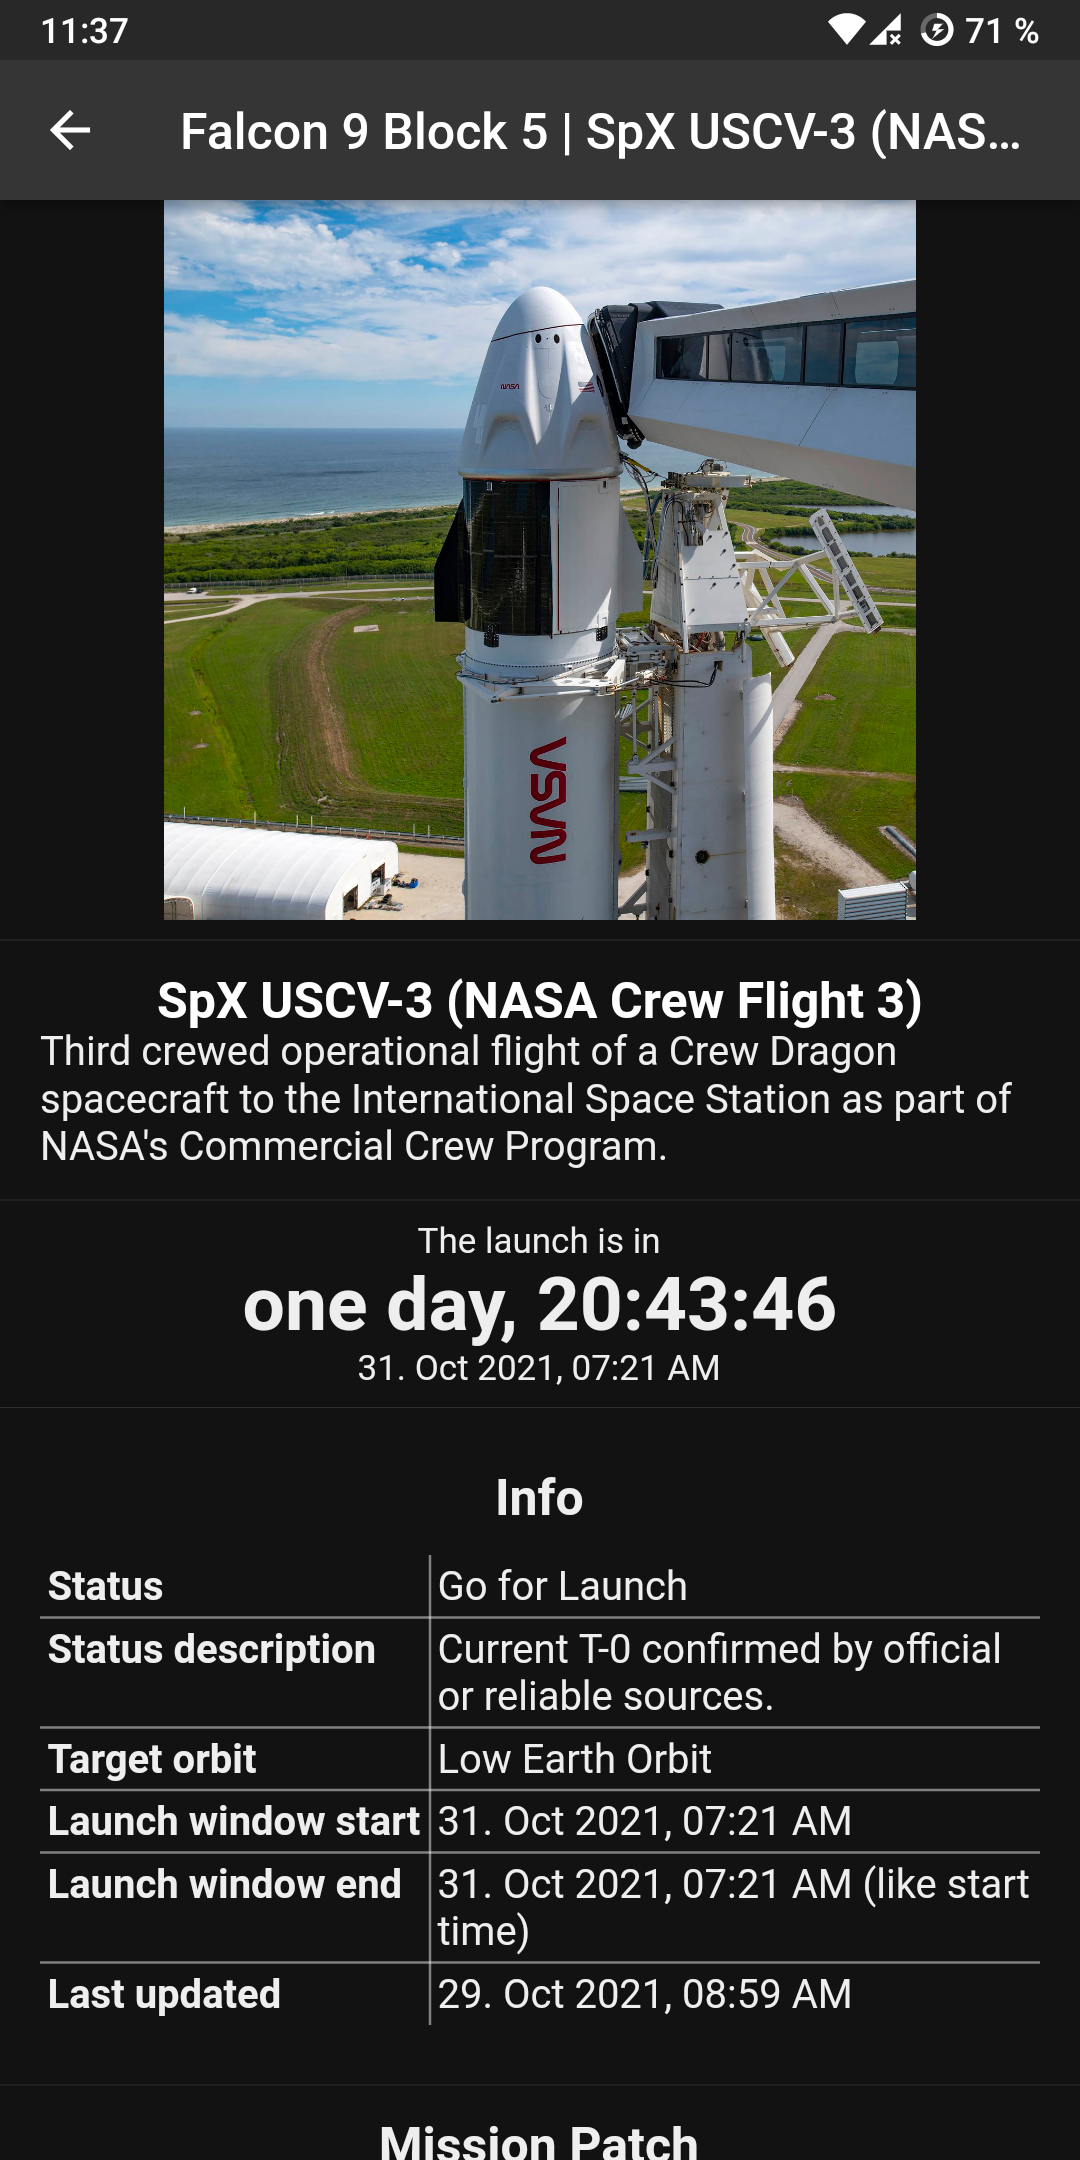 11:37
71 %
Falcon 9 Block 5 | SpX USCV-3 (NAS...
NASA
NASA
SpX USCV-3 (NASA Crew Flight 3)
Third crewed operational flight of a Crew Dragon
spacecraft to the International Space Station as part of
NASA's Commercial Crew Program.
The launch is in
one day, 20:43:46
31. Oct 2021, 07:21 AM
Info
Status
Go for Launch
Status description
Current T-0 confirmed by official
or reliable sources.
Target orbit
Low Earth Orbit
Launch window start
31. Oct 2021, 07:21 AM
Launch window end
31. Oct 2021, 07:21 AM (like start
time)
Last updated
29. Oct 2021, 08:59 AM
Mission Patch